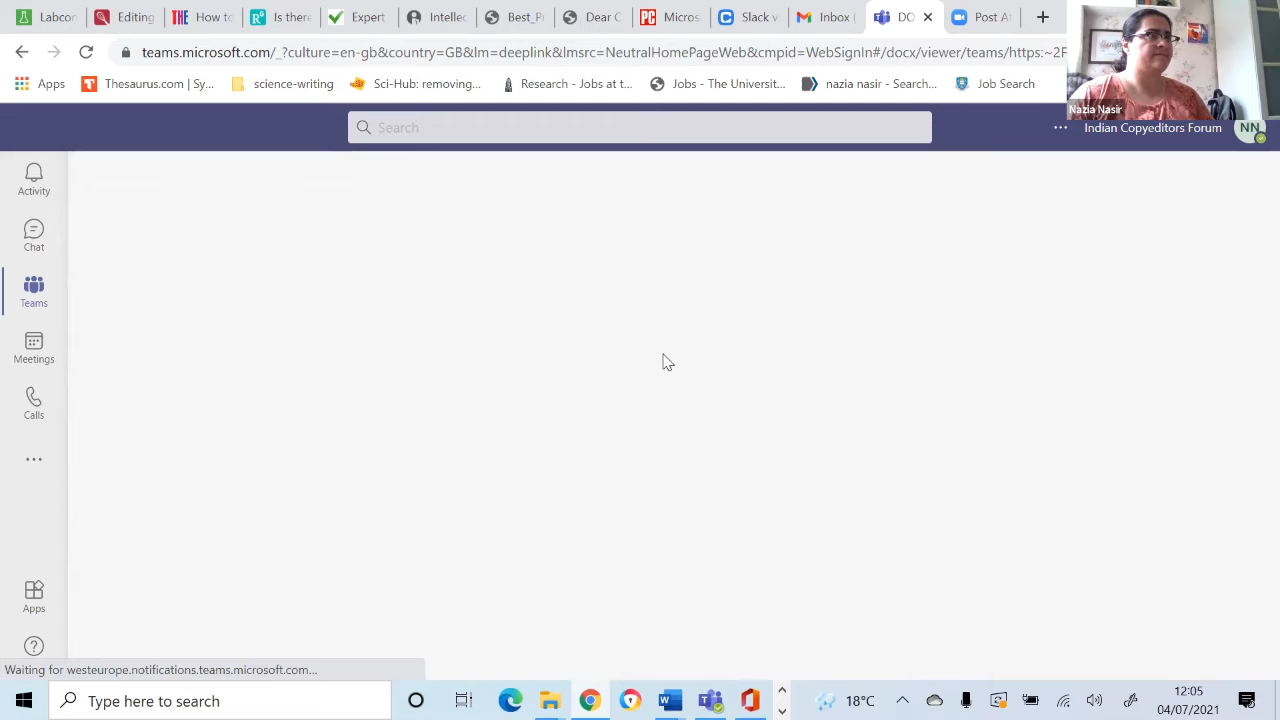 Labcon
Editing
THE How to
Is there
Expert
Intellec
Best_Pr
Dear C
PC Micros
Slack v
Inbox (
DO
Post At
teams.microsoft.com/_?culture=en-gb&country=GB&lm=deeplink&lmsrc=NeutralHomePageWeb&cmpid=WebSignIn#/docx/viewer/teams/https:~2F
Apps
Thesaurus.com | Sy...
science-writing
Sci-Hub: removing...
Research - Jobs at t...
Jobs - The Universit...
nazia nasir - Search...
Job Search
Nazia Nasir
Search
Indian Copyeditors Forum
NN
Activity
Chat
Teams
Meetings
Calls
Apps
Waiting for westeurope.notifications.teams.microsoft.com...
Type here to search
18°C
12:05
04/07/2021